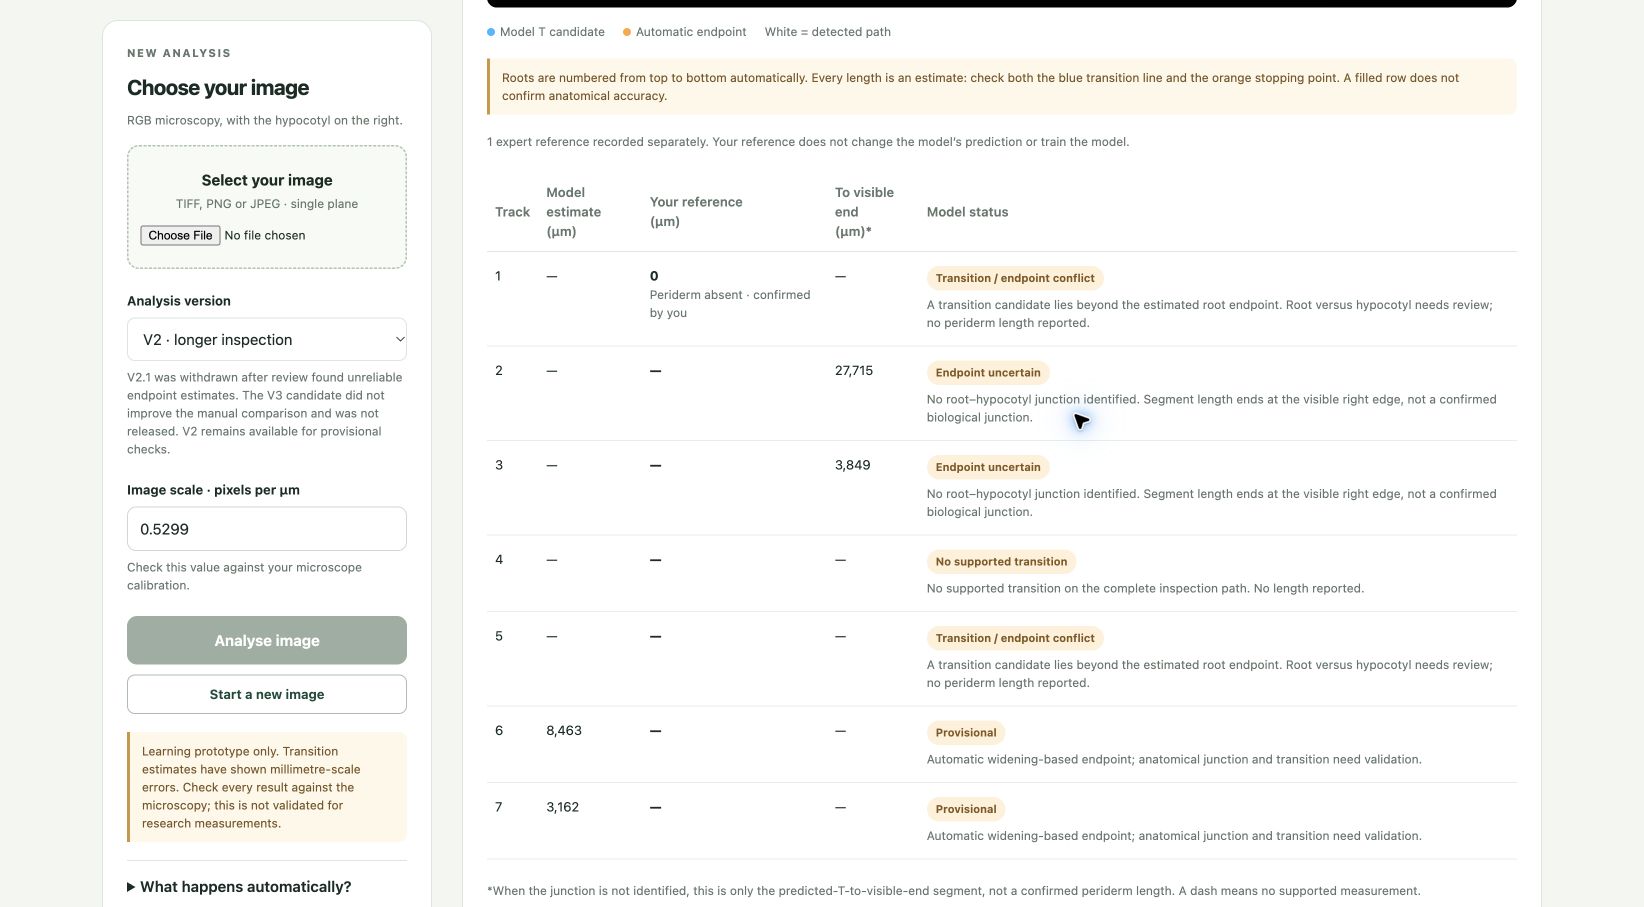 NEW ANALYSIS
Choose your image
RGB microscopy, with the hypocotyl on the right.
Select your image
TIFF, PNG or JPEG · single plane
Choose File No file chosen
Analysis version
V2 · longer inspection
V2.1 was withdrawn after review found unreliable
endpoint estimates. The V3 candidate did not
improve the manual comparison and was not
released. V2 remains available for provisional
checks.
Image scale · pixels per µm
0.5299
Check this value against your microscope
calibration.
Analyse image
Start a new image
Learning prototype only. Transition
estimates have shown millimetre-scale
errors. Check every result against the
microscopy; this is not validated for
research measurements.
What happens automatically?
Model T candidate Automatic endpoint White = detected path
Roots are numbered from top to bottom automatically. Every length is an estimate: check both the blue transition line and the orange stopping point. A filled row does not
confirm anatomical accuracy.
1 expert reference recorded separately. Your reference does not change the model's prediction or train the model.
Track
Model
estimate
(µm)
Your reference
(µm)
To visible
end
(µm)*
Model status
1 — 0 — Transition / endpoint conflict
Periderm absent · confirmed
by you
A transition candidate lies beyond the estimated root endpoint. Root versus hypocotyl needs review;
no periderm length reported.
2 — — 27,715 Endpoint uncertain
No root–hypocotyl junction identified. Segment length ends at the visible right edge, not a confirmed
biological junction.
3 — — 3,849 Endpoint uncertain
No root–hypocotyl junction identified. Segment length ends at the visible right edge, not a confirmed
biological junction.
4 — — — No supported transition
No supported transition on the complete inspection path. No length reported.
5 — — — Transition / endpoint conflict
A transition candidate lies beyond the estimated root endpoint. Root versus hypocotyl needs review;
no periderm length reported.
6 8,463 — — Provisional
Automatic widening-based endpoint; anatomical junction and transition need validation.
7 3,162 — — Provisional
Automatic widening-based endpoint; anatomical junction and transition need validation.
*When the junction is not identified, this is only the predicted-T-to-visible-end segment, not a confirmed periderm length. A dash means no supported measurement.